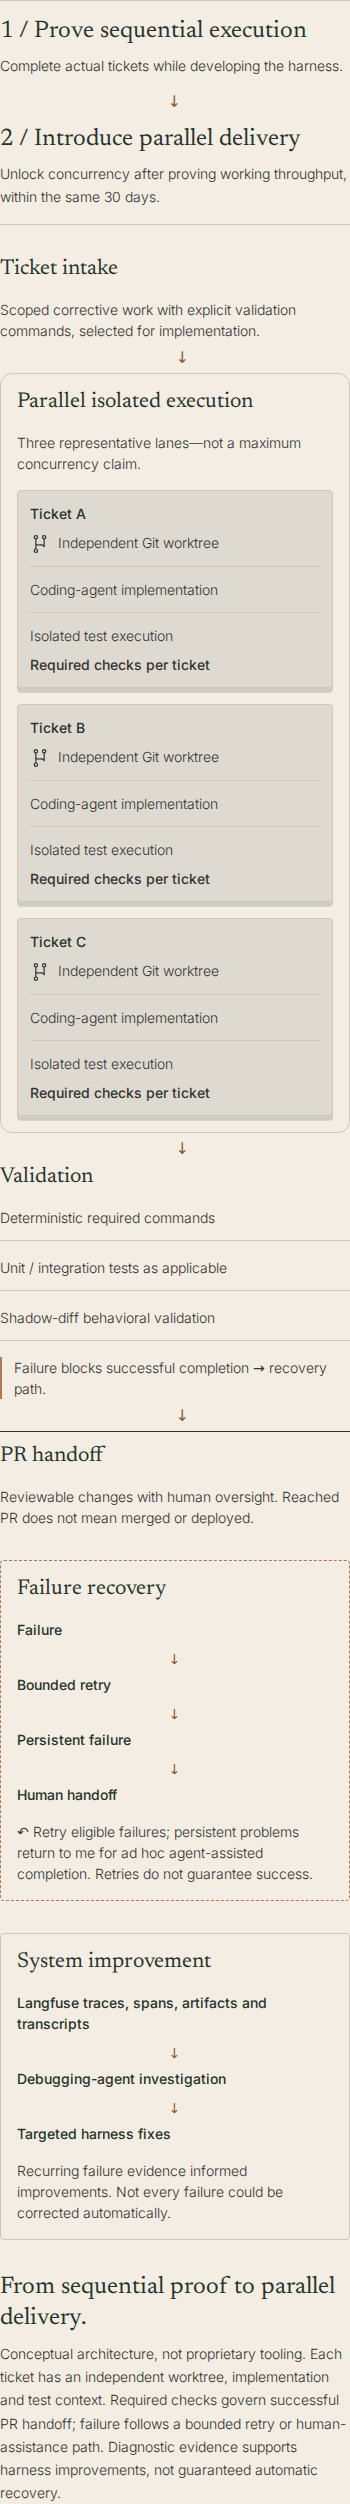 1 / Prove sequential execution
Complete actual tickets while developing the harness.
↓
2 / Introduce parallel delivery
Unlock concurrency after proving working throughput,
within the same 30 days.
Ticket intake
Scoped corrective work with explicit validation
commands, selected for implementation.
↓
Parallel isolated execution
Three representative lanes—not a maximum
concurrency claim.
Ticket A
Independent Git worktree
Coding-agent implementation
Isolated test execution
Required checks per ticket
Ticket B
Independent Git worktree
Coding-agent implementation
Isolated test execution
Required checks per ticket
Ticket C
Independent Git worktree
Coding-agent implementation
Isolated test execution
Required checks per ticket
↓
Validation
Deterministic required commands
Unit / integration tests as applicable
Shadow-diff behavioral validation
Failure blocks successful completion → recovery
path.
↓
PR handoff
Reviewable changes with human oversight. Reached
PR does not mean merged or deployed.
Failure recovery
Failure
↓
Bounded retry
↓
Persistent failure
↓
Human handoff
↶ Retry eligible failures; persistent problems
return to me for ad hoc agent-assisted
completion. Retries do not guarantee success.
System improvement
Langfuse traces, spans, artifacts and
transcripts
↓
Debugging-agent investigation
↓
Targeted harness fixes
Recurring failure evidence informed
improvements. Not every failure could be
corrected automatically.
From sequential proof to parallel
delivery.
Conceptual architecture, not proprietary tooling. Each
ticket has an independent worktree, implementation
and test context. Required checks govern successful
PR handoff; failure follows a bounded retry or human-
assistance path. Diagnostic evidence supports
harness improvements, not guaranteed automatic
recovery.